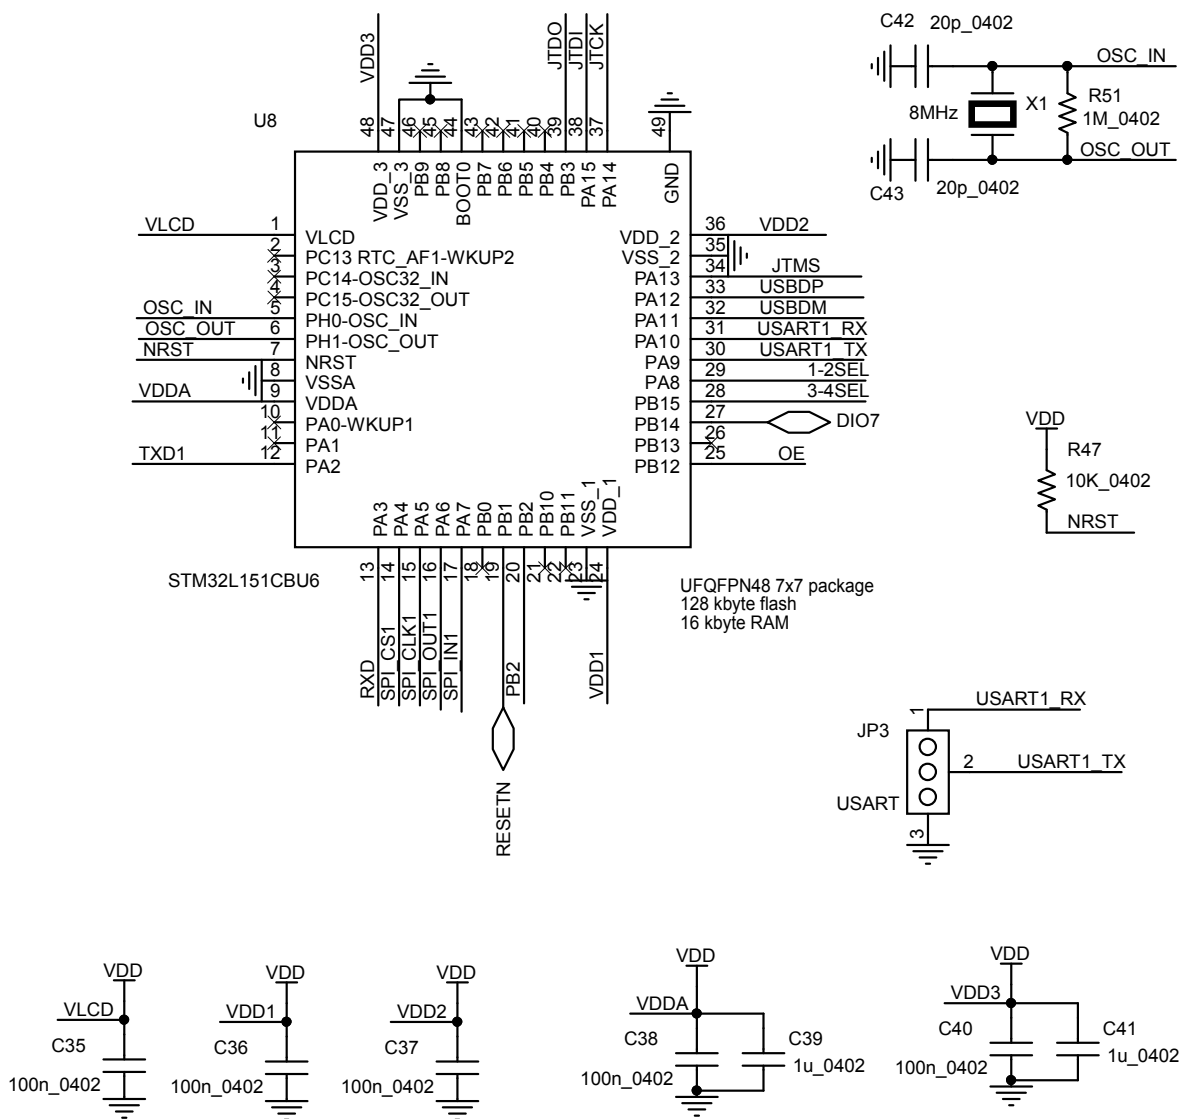 C42 20p_0402
OSC_IN
8MHz X1
R51
1M_0402
OSC_OUT
C43 20p_0402
VDD3
JTDO
JTDI
JTCK
U8
48
47
46
45
44
43
42
41
40
39
38
37
49
VDD_3
VSS_3
PB9
PB8
BOOT0
PB7
PB6
PB5
PB4
PB3
PA15
PA14
GND
VLCD 1 VLCD
2 PC13 RTC_AF1-WKUP2
3 PC14-OSC32_IN
4 PC15-OSC32_OUT
OSC_IN 5 PH0-OSC_IN
OSC_OUT 6 PH1-OSC_OUT
NRST 7 NRST
8 VSSA
VDDA 9 VDDA
10 PA0-WKUP1
11 PA1
TXD1 12 PA2
VDD_2 36 VDD2
VSS_2 35
PA13 34 JTMS
PA12 33 USBDP
PA11 32 USBDM
PA10 31 USART1_RX
PA9 30 USART1_TX
PA8 29 1-2SEL
PB15 28 3-4SEL
PB14 27 DIO7
PB13 26
PB12 25 OE
PA3
PA4
PA5
PA6
PA7
PB0
PB1
PB2
PB10
PB11
VSS_1
VDD_1
13
14
15
16
17
18
19
20
21
22
23
24
STM32L151CBU6
UFQFPN48 7x7 package
128 kbyte flash
16 kbyte RAM
RXD
SPI_CS1
SPI_CLK1
SPI_OUT1
SPI_IN1
RESETN
PB2
VDD1
VDD
R47
10K_0402
NRST
JP3
1 USART1_RX
2 USART1_TX
USART
3
VDD
VLCD
C35
100n_0402
VDD
VDD1
C36
100n_0402
VDD
VDD2
C37
100n_0402
VDD
VDDA
C38 C39
100n_0402 1u_0402
VDD
VDD3
C40 C41
100n_0402 1u_0402